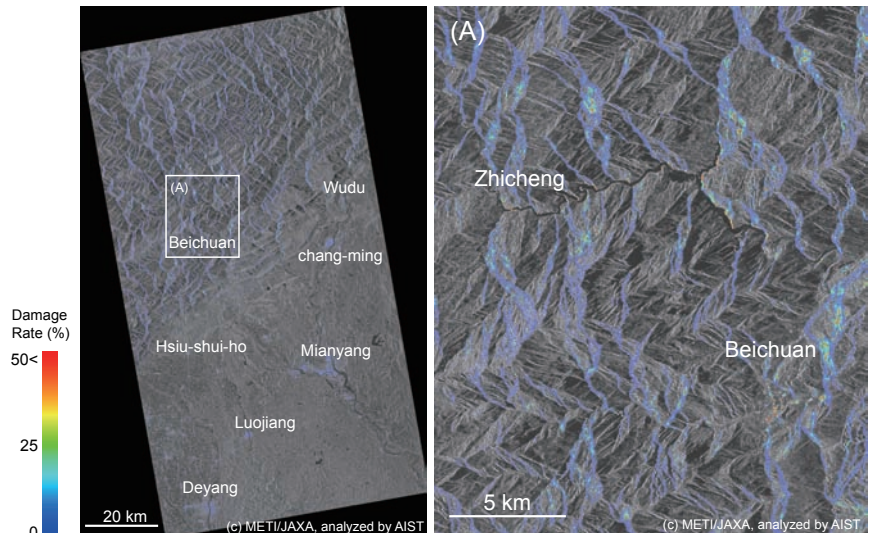 Damage
Rate (%)
50<
25
0
(A)
Beichuan
Wudu
chang-ming
Hsiu-shui-ho
Mianyang
Luojiang
Deyang
20 km
(c) METI/JAXA, analyzed by AIST
(A)
Zhicheng
Beichuan
5 km
(c) METI/JAXA, analyzed by AIST